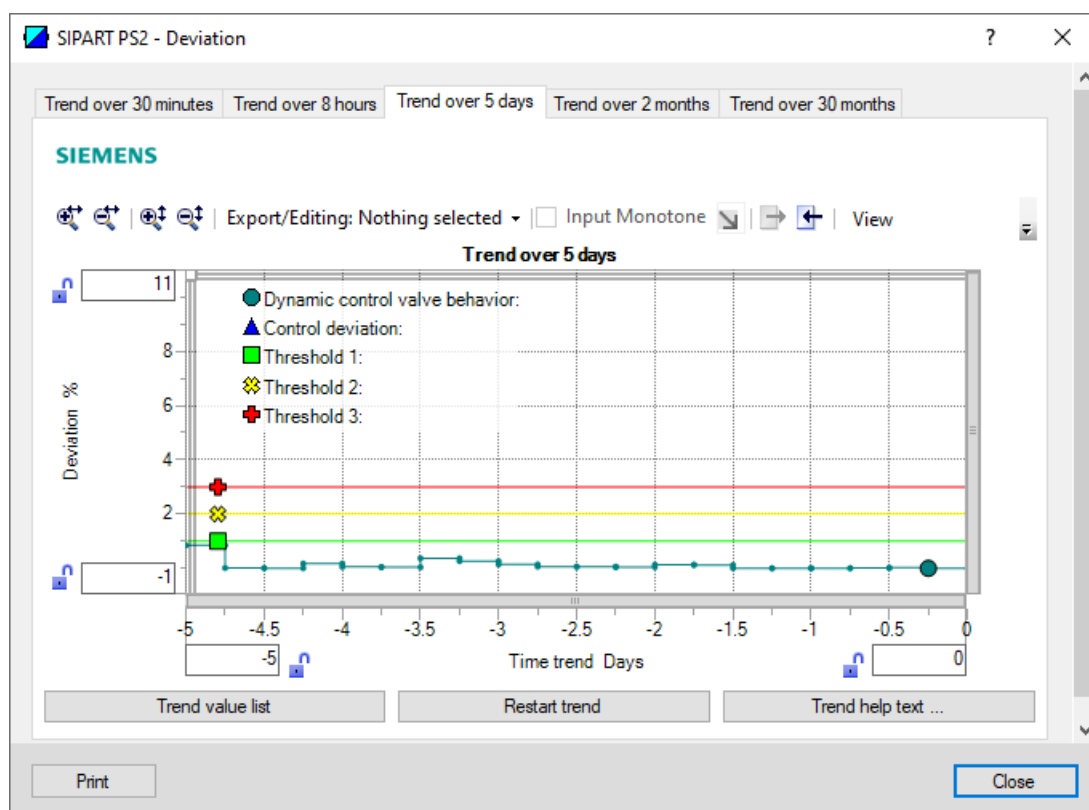 SIPART PS2 - Deviation ?
Trend over 30 minutes Trend over 8 hours Trend over 5 days Trend over 2 months Trend over 30 months
SIEMENS
Export/Editing: Nothing selected Input Monotone View
Trend over 5 days
11
Dynamic control valve behavior:
Control deviation:
Threshold 1:
Threshold 2:
Threshold 3:
Deviation %
8
6
4
2
-1
-5 -4.5 -4 -3.5 -3 -2.5 -2 -1.5 -1 -0.5 0
-5 Time trend Days 0
Trend value list Restart trend Trend help text ...
Print Close